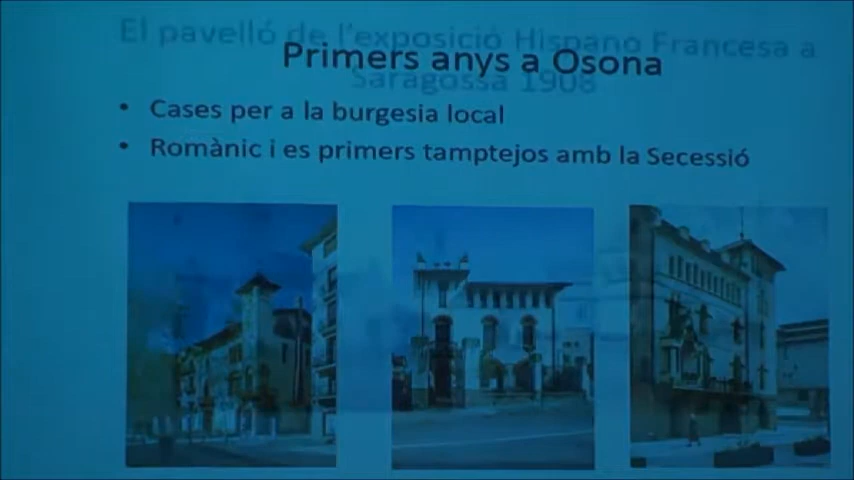 El pavelló de l'exposició Hispano Francesa a
Saragossa 1908
Primers anys a Osona
• Cases per a la burgesia local
• Romànic i es primers tamptejos amb la Secessió